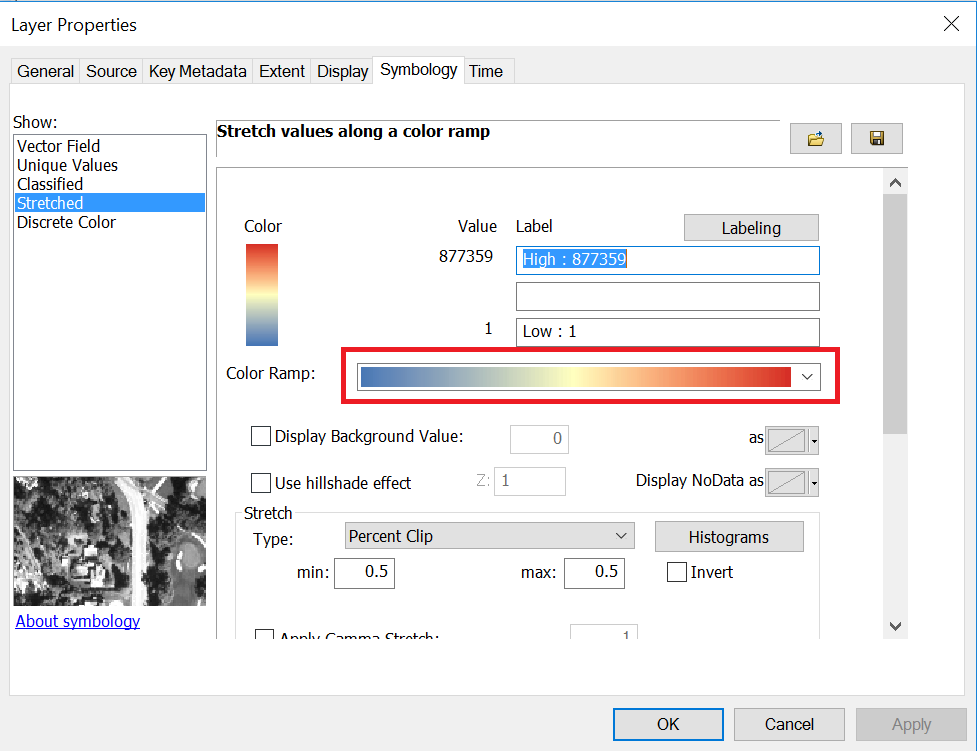 Layer Properties
General Source Key Metadata Extent Display Symbology Time
Show:
Vector Field
Unique Values
Classified
Stretched
Discrete Color
About symbology
Stretch values along a color ramp
Color Value Label Labeling
877359 High : 877359
1 Low : 1
Color Ramp:
Display Background Value: 0 as
Use hillshade effect Z: 1 Display NoData as
Stretch
Type: Percent Clip Histograms
min: 0.5 max: 0.5 Invert
Apply Gamma Stretch: 1
OK Cancel Apply